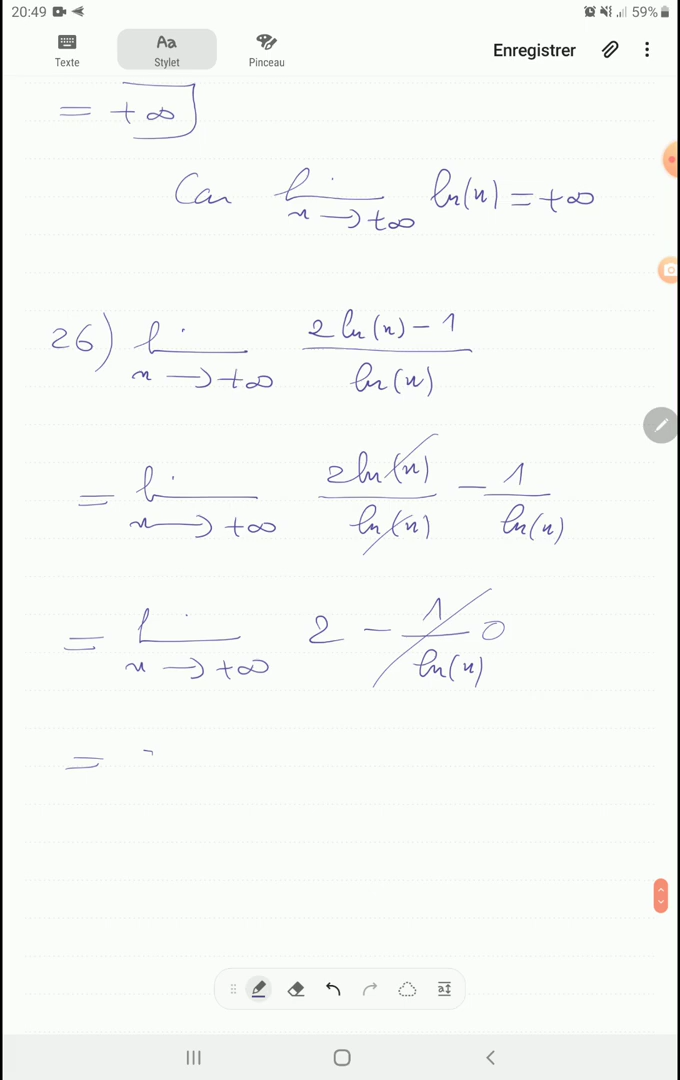 20:49 59%
Texte Aa Stylet Pinceau Enregistrer
= +∞
Car lim x→+∞ ln(x) = +∞
26) lim x→+∞ (2ln(x) − 1)/ln(x)
= lim x→+∞ 2ln(x)/ln(x) − 1/ln(x)
= lim x→+∞ 2 − 1/ln(x) 0
=